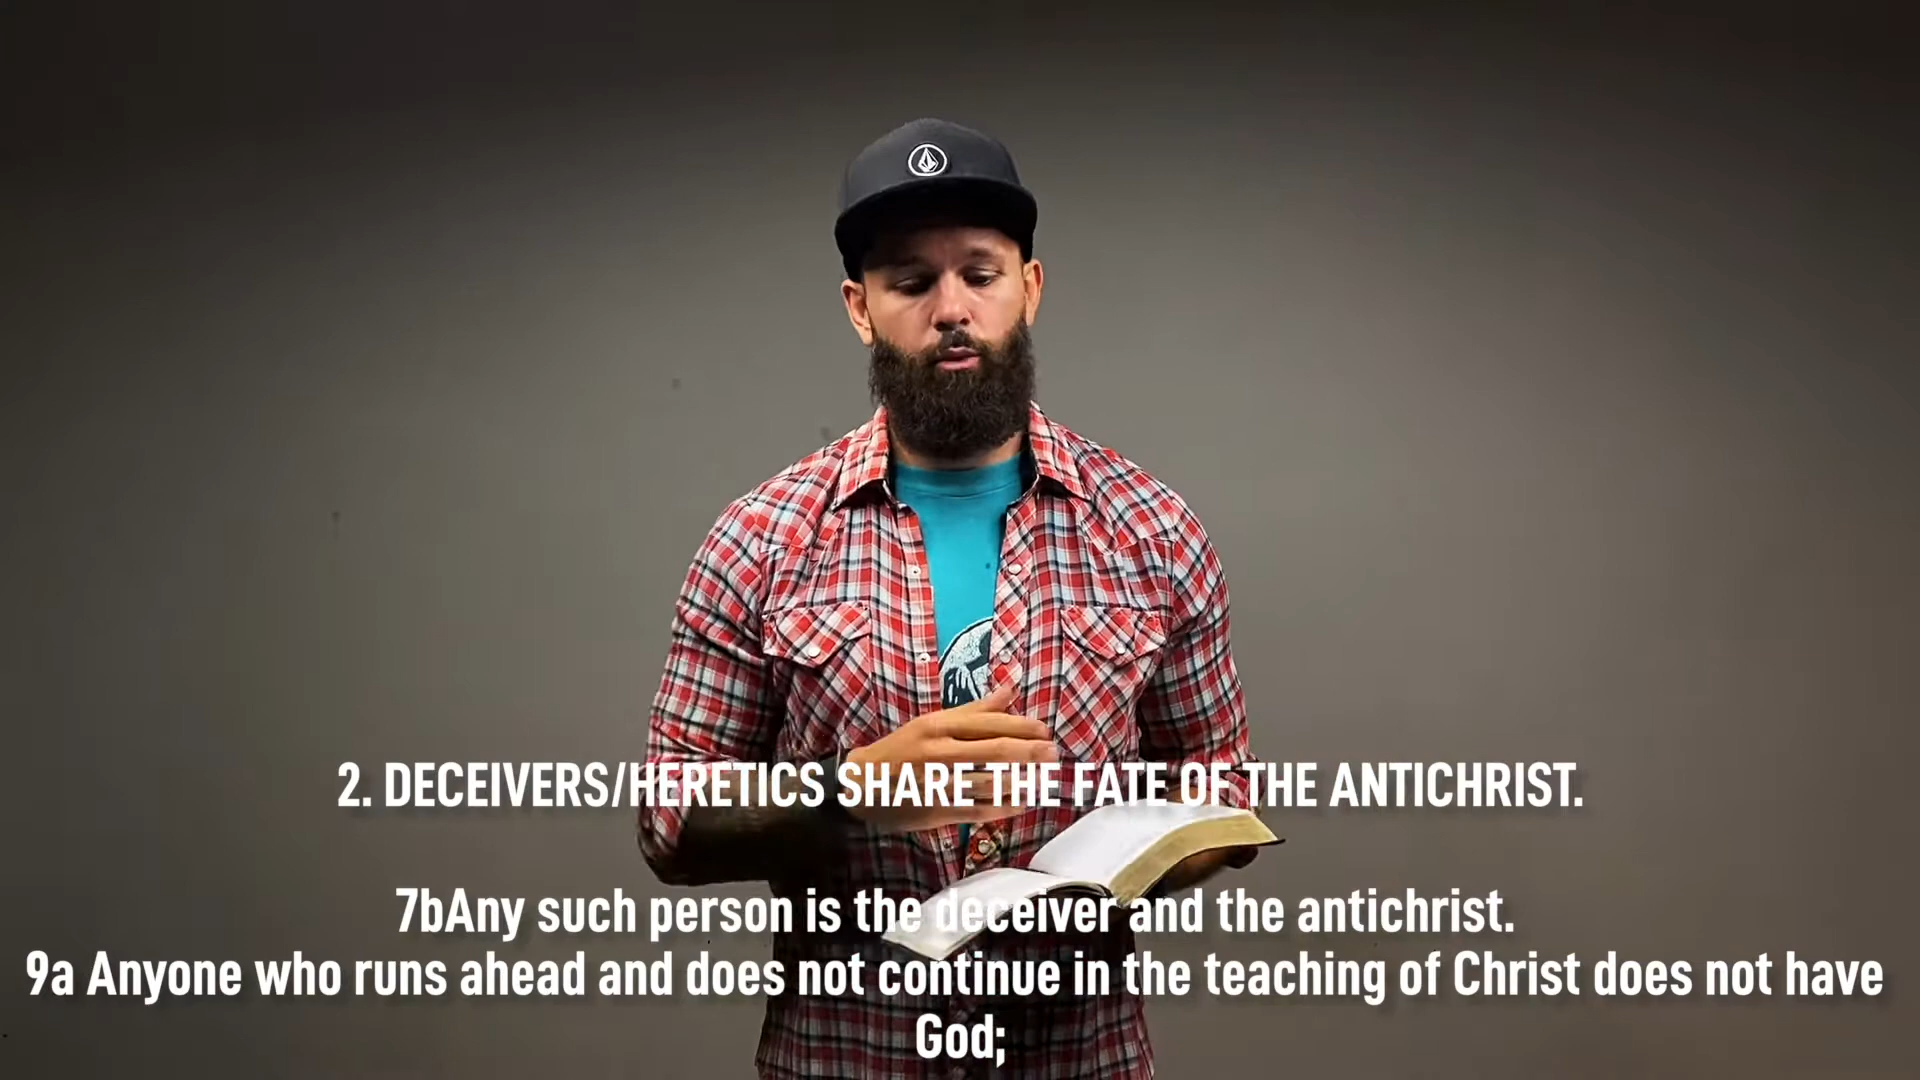 2. DECEIVERS/HERETICS SHARE THE FATE OF THE ANTICHRIST.
7bAny such person is the deceiver and the antichrist.
9a Anyone who runs ahead and does not continue in the teaching of Christ does not have
God;